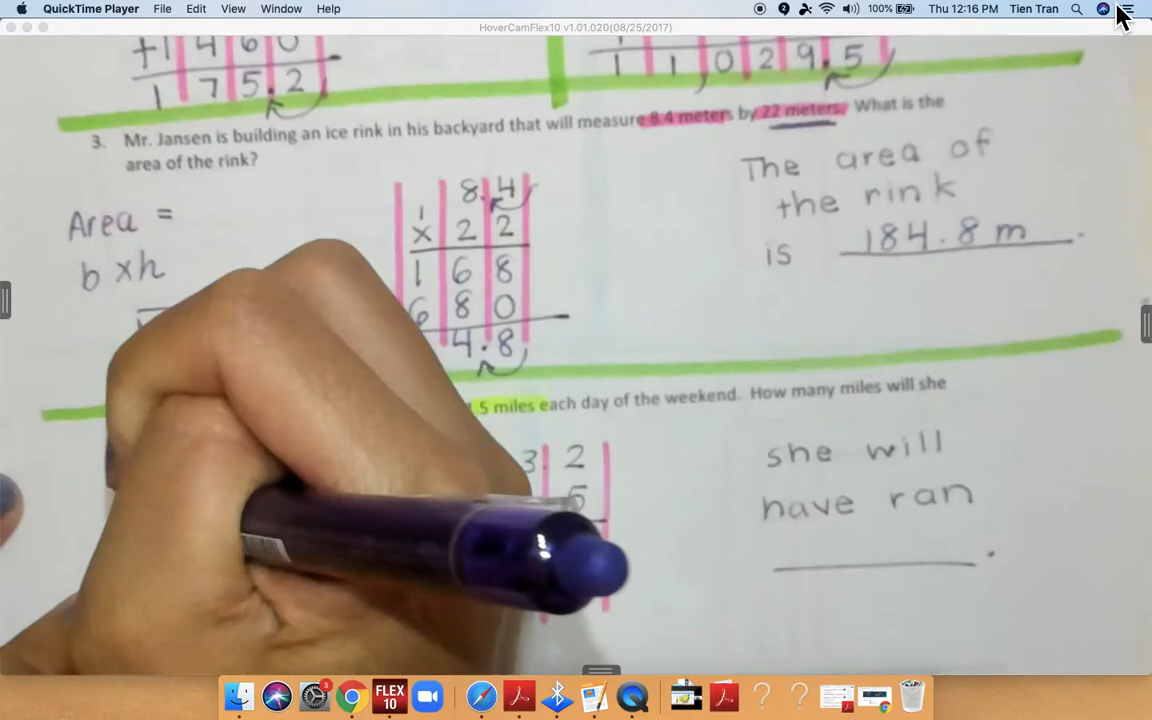 QuickTime Player File Edit View Window Help 2 100% Thu 12:16 PM Tien Tran
HoverCamFlex10 v1.01.020(08/25/2017)
+1 4 6 0
1 7 5.2
1 1,0 2 9.5
3. Mr. Jansen is building an ice rink in his backyard that will measure 8.4 meters by 22 meters. What is the
area of the rink?
Area =
b x h
8.4
1
x 2 2
1 6 8
6 8 0
4.8
The area of
the rink
is 184.8 m.
.5 miles each day of the weekend. How many miles will she
3.2
5
she will
have ran
.
3
FLEX
10